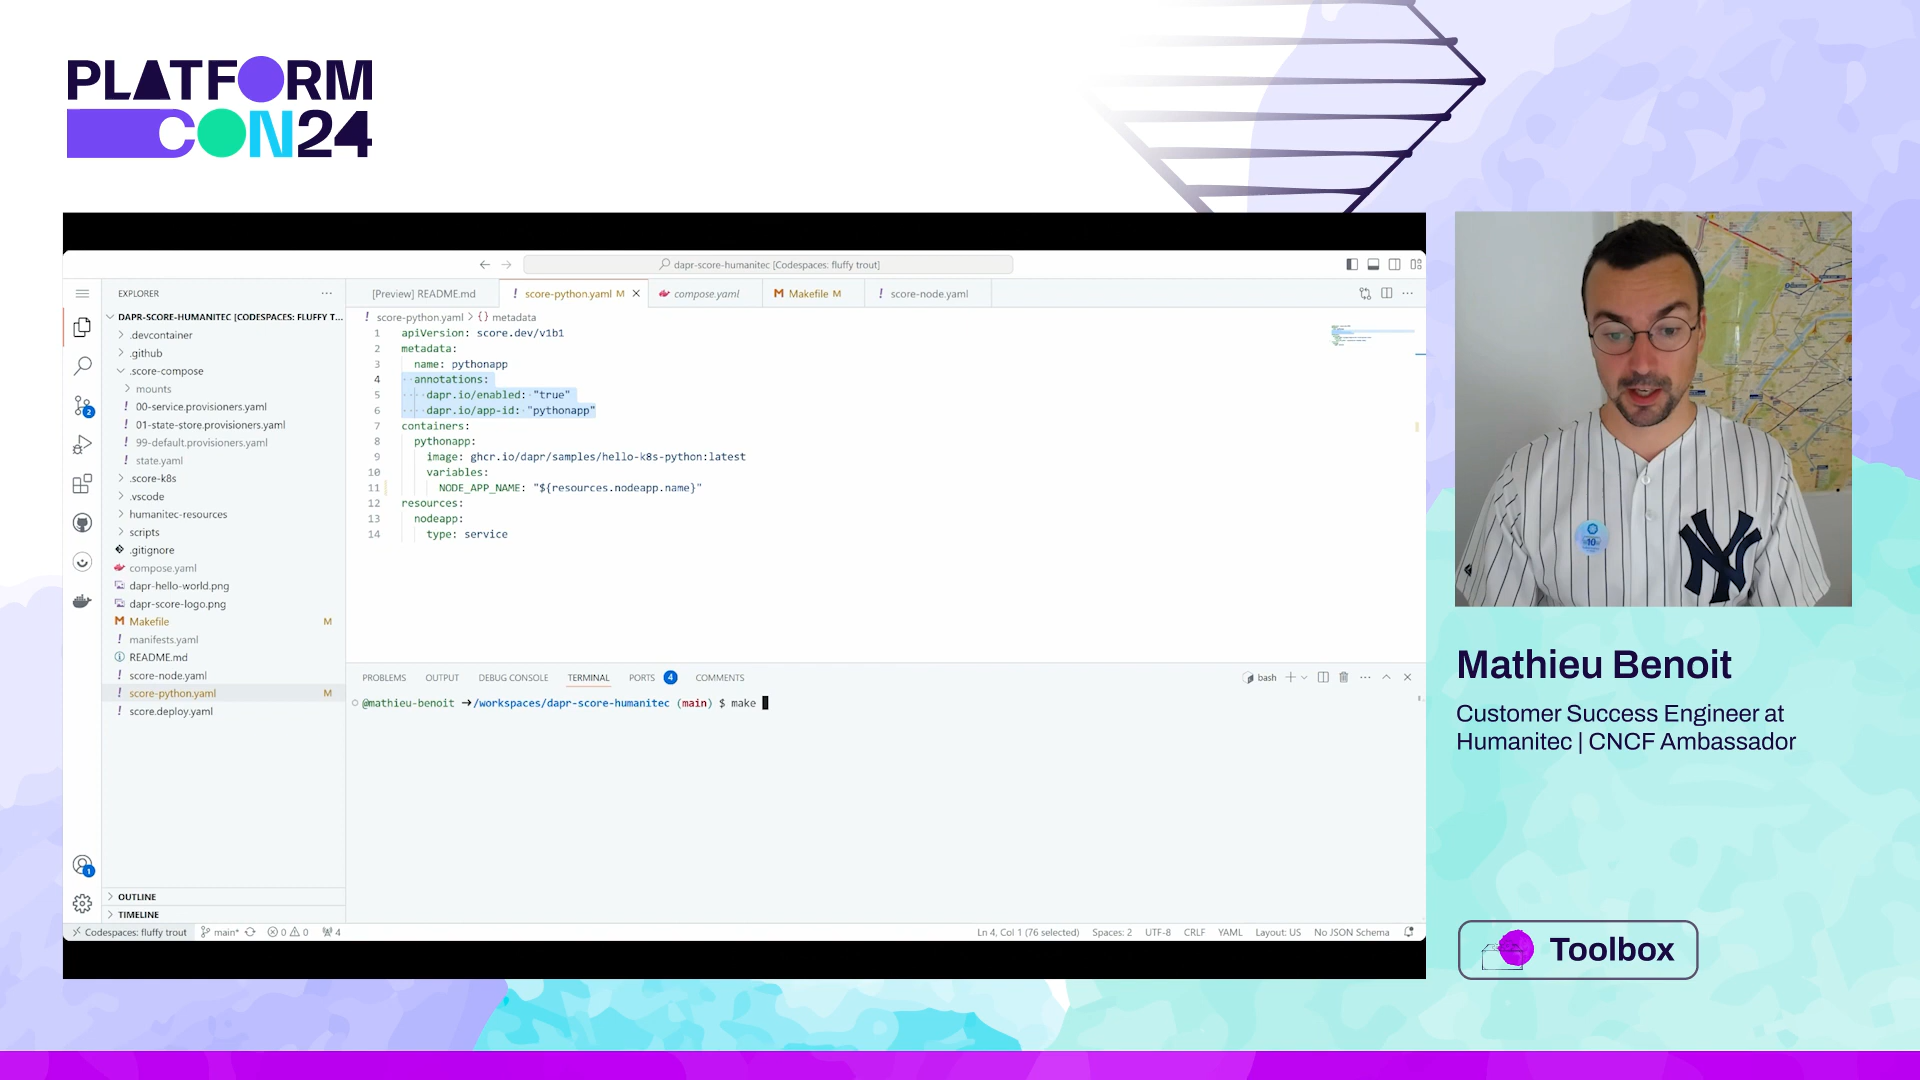 PLATFORM
CON24
dapr-score-humanitec [Codespaces: fluffy trout]
EXPLORER
[Preview] README.md
! score-python.yaml M
compose.yaml
Makefile M
! score-node.yaml
DAPR-SCORE-HUMANITEC [CODESPACES: FLUFFY T...
.devcontainer
.github
.score-compose
mounts
! 00-service.provisioners.yaml
! 01-state-store.provisioners.yaml
! 99-default.provisioners.yaml
! state.yaml
.score-k8s
.vscode
humanitec-resources
scripts
.gitignore
compose.yaml
dapr-hello-world.png
dapr-score-logo.png
Makefile M
! manifests.yaml
README.md
! score-node.yaml
! score-python.yaml M
! score.deploy.yaml
OUTLINE
TIMELINE
! score-python.yaml > {} metadata
1 apiVersion: score.dev/v1b1
2 metadata:
3 name: pythonapp
4 annotations:
5 dapr.io/enabled: "true"
6 dapr.io/app-id: "pythonapp"
7 containers:
8 pythonapp:
9 image: ghcr.io/dapr/samples/hello-k8s-python:latest
10 variables:
11 NODE_APP_NAME: "${resources.nodeapp.name}"
12 resources:
13 nodeapp:
14 type: service
PROBLEMS OUTPUT DEBUG CONSOLE TERMINAL PORTS 4 COMMENTS
bash
@mathieu-benoit ➜/workspaces/dapr-score-humanitec (main) $ make
2
1
Codespaces: fluffy trout main* 0 0 4
Ln 4, Col 1 (76 selected) Spaces: 2 UTF-8 CRLF YAML Layout: US No JSON Schema
NY
10
Mathieu Benoit
Customer Success Engineer at
Humanitec | CNCF Ambassador
Toolbox